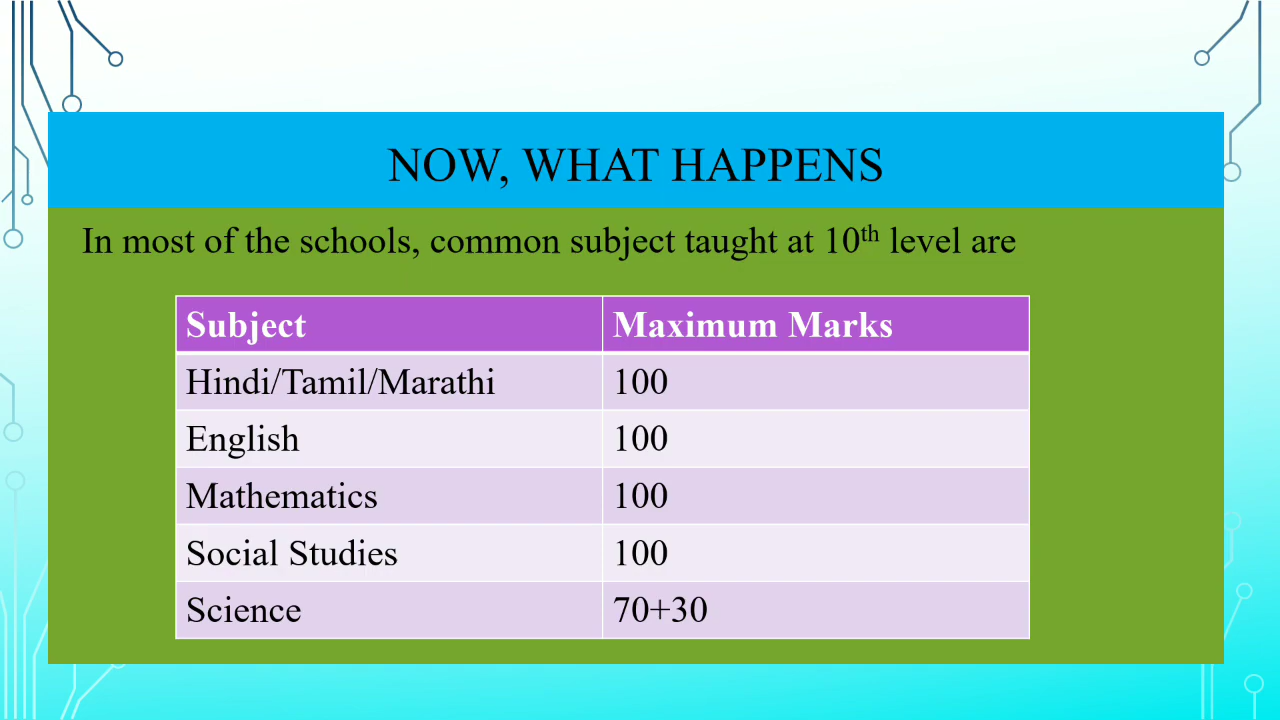 NOW, WHAT HAPPENS
In most of the schools, common subject taught at 10th level are
Subject Maximum Marks
Hindi/Tamil/Marathi 100
English 100
Mathematics 100
Social Studies 100
Science 70+30